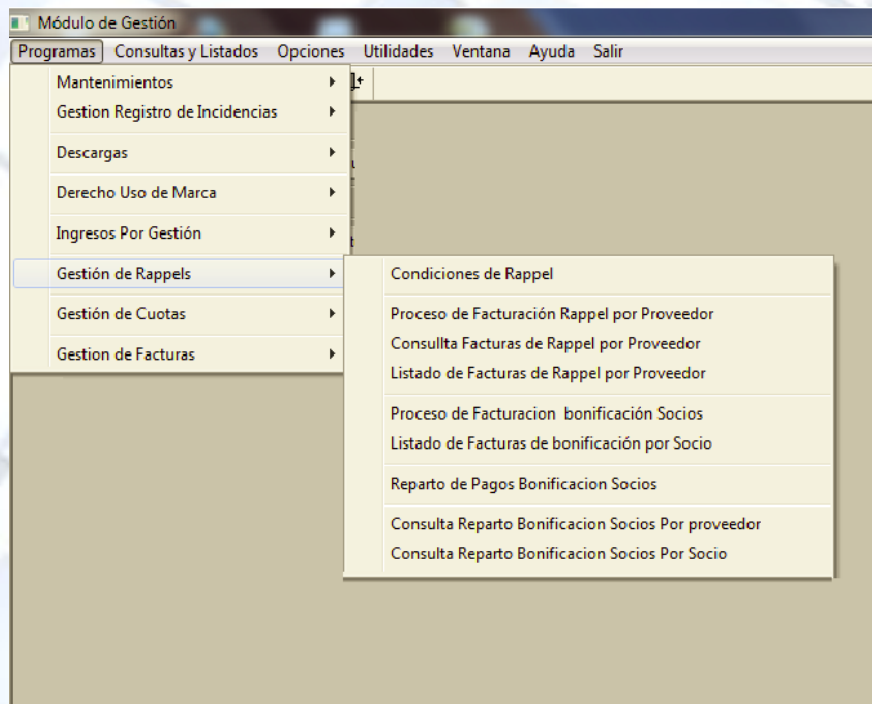 Módulo de Gestión
Programas Consultas y Listados Opciones Utilidades Ventana Ayuda Salir
Mantenimientos
Gestion Registro de Incidencias
Descargas
Derecho Uso de Marca
Ingresos Por Gestión
Gestión de Rappels
Gestión de Cuotas
Gestion de Facturas
Condiciones de Rappel
Proceso de Facturación Rappel por Proveedor
Consullta Facturas de Rappel por Proveedor
Listado de Facturas de Rappel por Proveedor
Proceso de Facturacion bonificación Socios
Listado de Facturas de bonificación por Socio
Reparto de Pagos Bonificacion Socios
Consulta Reparto Bonificacion Socios Por proveedor
Consulta Reparto Bonificacion Socios Por Socio